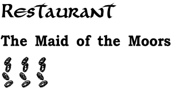 Restaurant
The Maid of the Moors